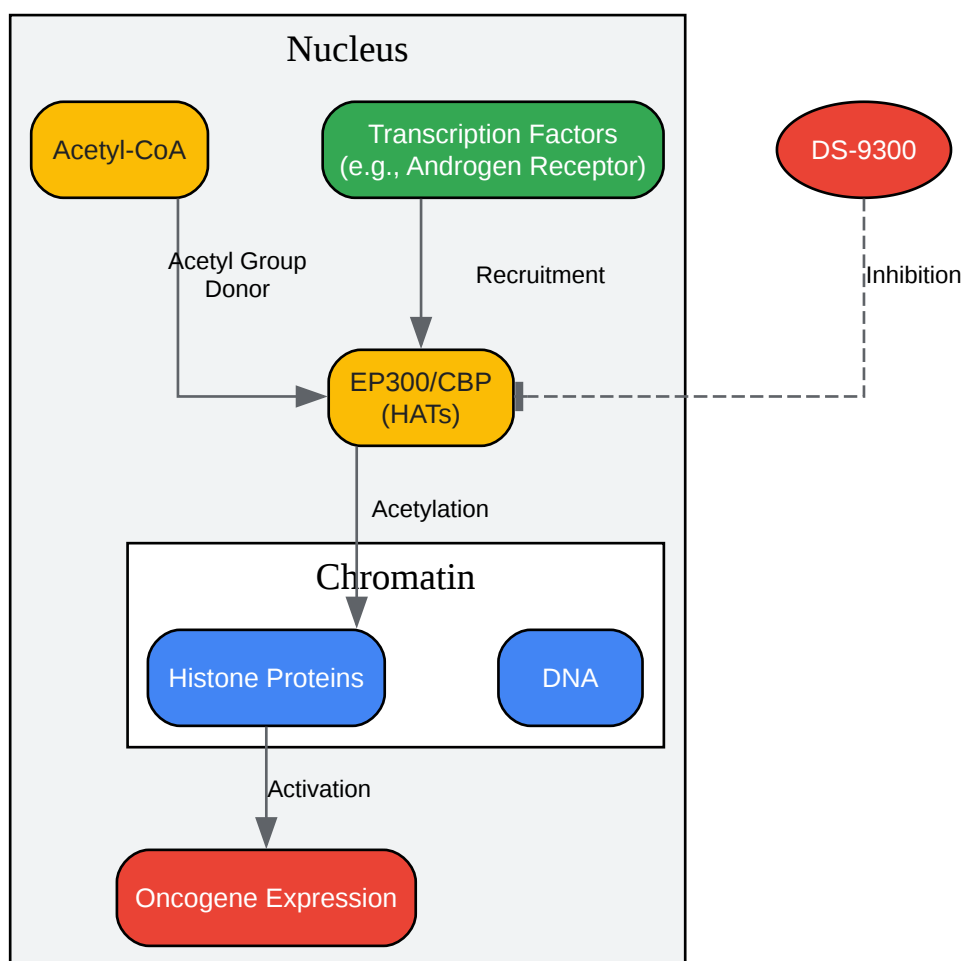 Nucleus
Acetyl-CoA
Transcription Factors
(e.g., Androgen Receptor)
DS-9300
Acetyl Group
Donor
Recruitment
Inhibition
EP300/CBP
(HATs)
Acetylation
Chromatin
Histone Proteins
DNA
Activation
Oncogene Expression